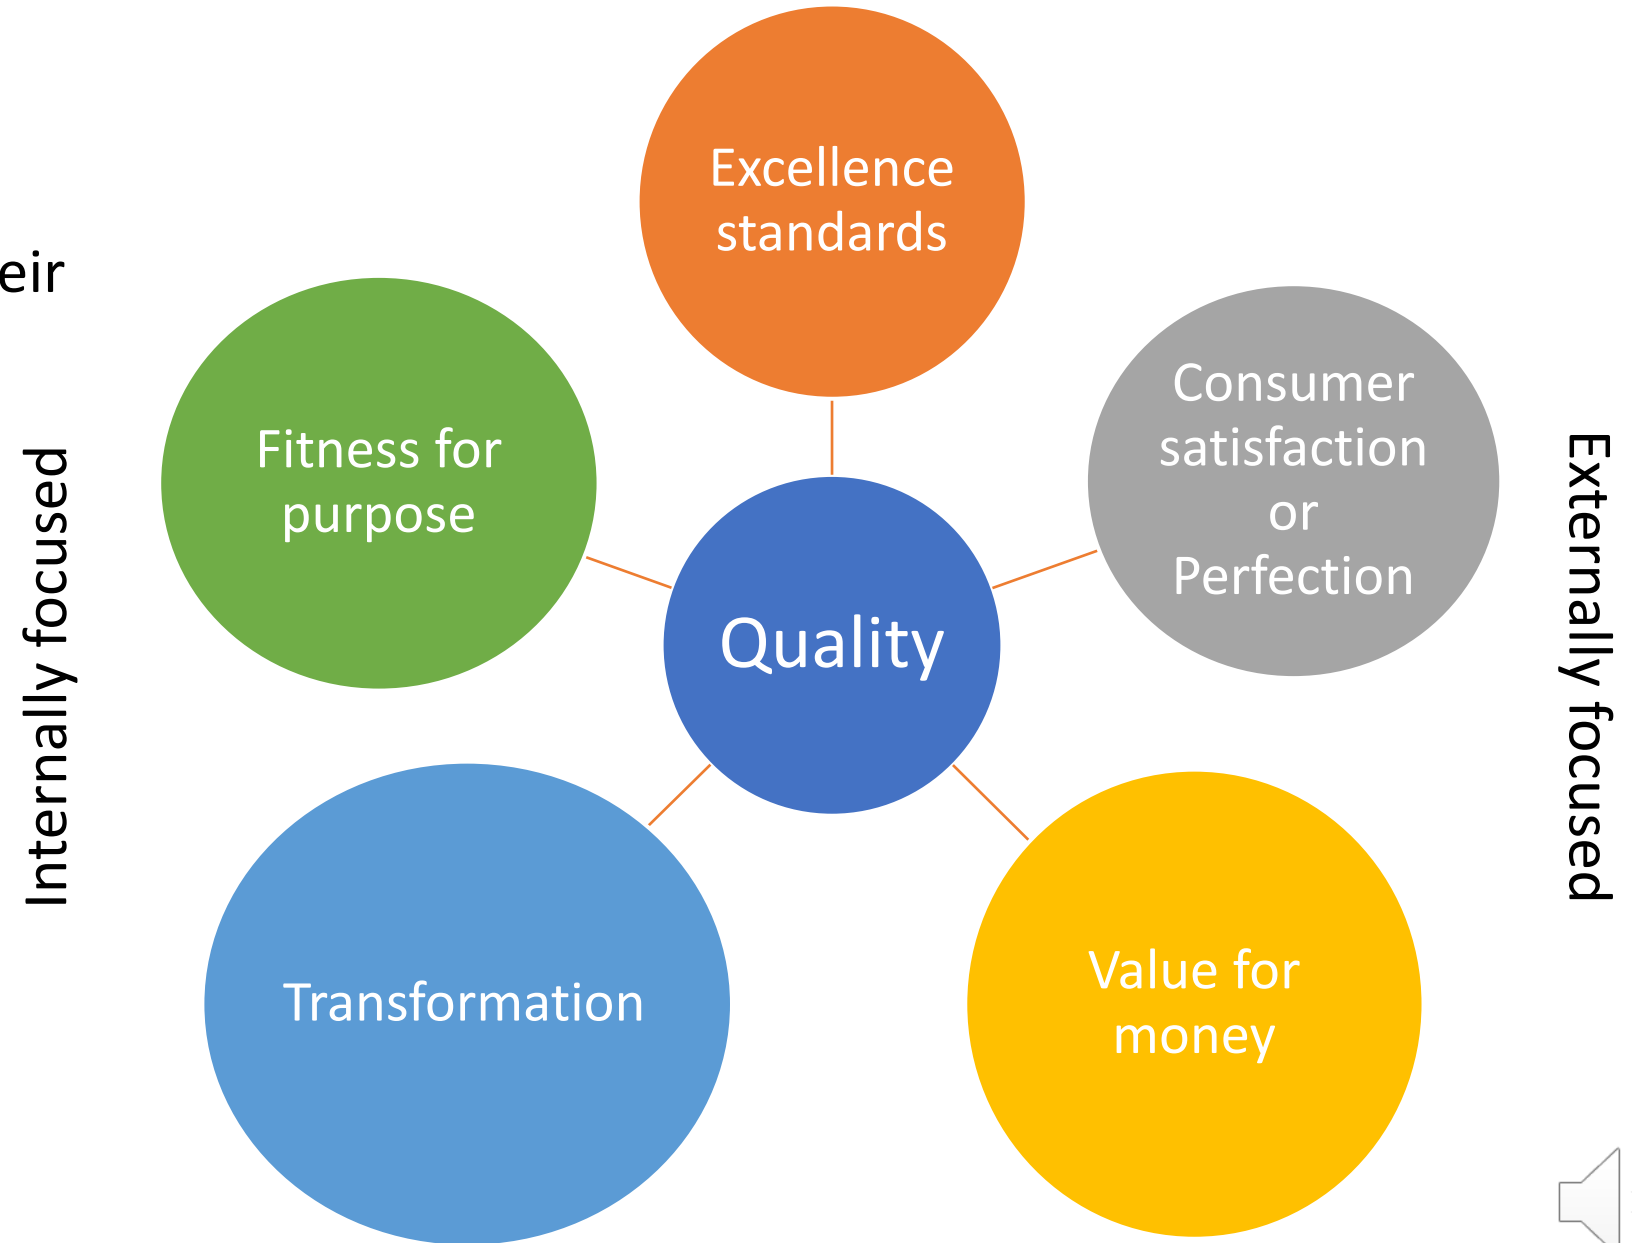 Excellence
standards
eir
Fitness for
purpose
Consumer
satisfaction
or
Perfection
Internally focused
Externally focused
Quality
Transformation
Value for
money